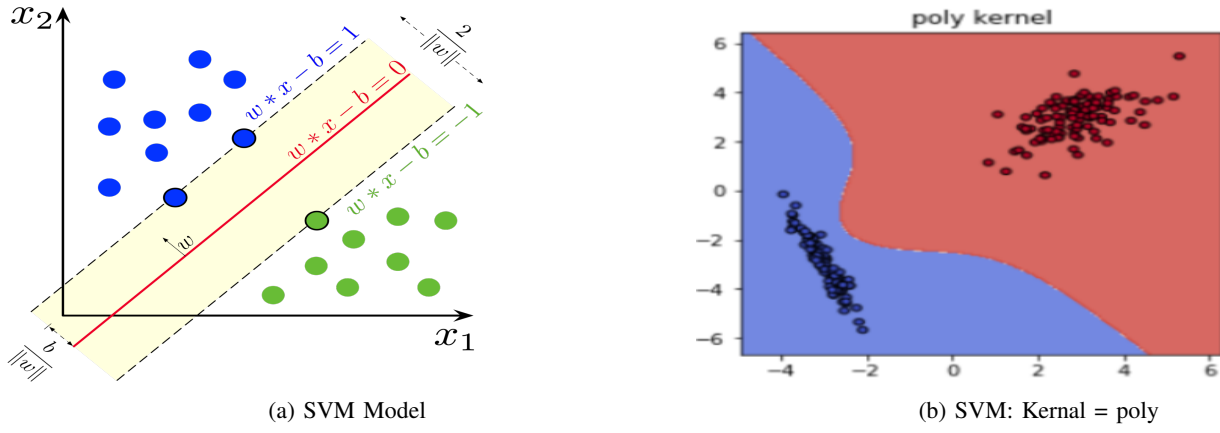 x₂
w * x − b = 1
w * x − b = 0
w * x − b = −1
2
‖w‖
w
b
‖w‖
x₁
(a) SVM Model
poly kernel
6
4
2
0
−2
−4
−6
−4 −2 0 2 4 6
(b) SVM: Kernal = poly